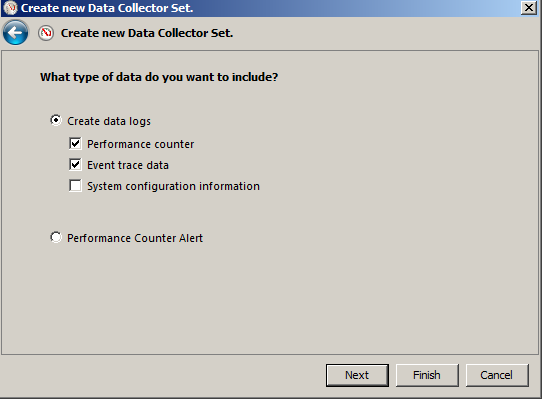 Create new Data Collector Set.
Create new Data Collector Set.
What type of data do you want to include?
Create data logs
Performance counter
Event trace data
System configuration information
Performance Counter Alert
Next Finish Cancel